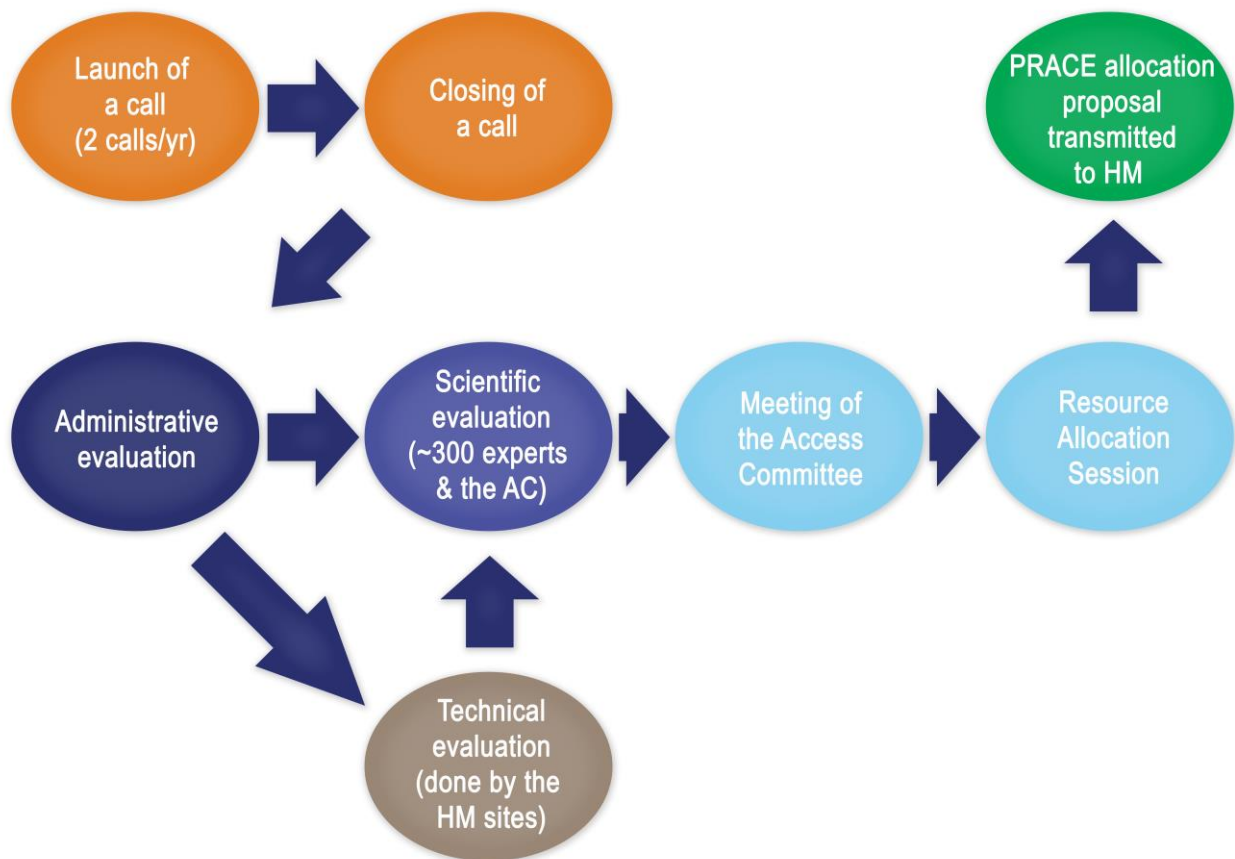 Launch of
a call
(2 calls/yr)
Closing of
a call
PRACE allocation
proposal
transmitted
to HM
Administrative
evaluation
Scientific
evaluation
(~300 experts
& the AC)
Meeting of
the Access
Committee
Resource
Allocation
Session
Technical
evaluation
(done by the
HM sites)